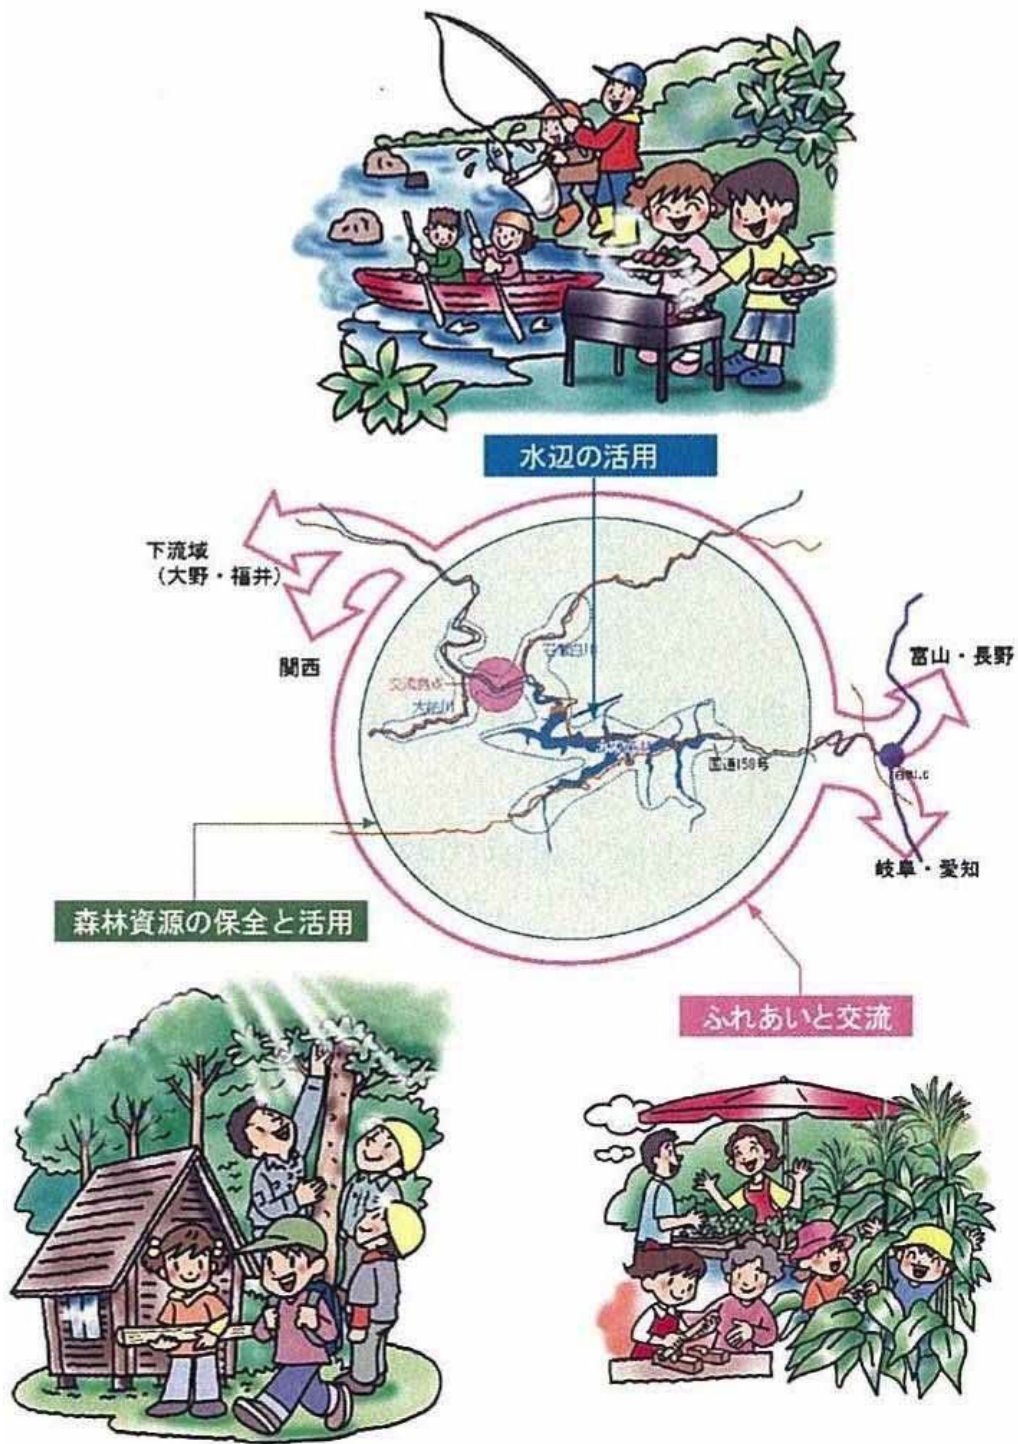 水辺の活用
下流域
(大野・福井)
関西
富山・長野
国道158号
岐阜・愛知
森林資源の保全と活用
ふれあいと交流